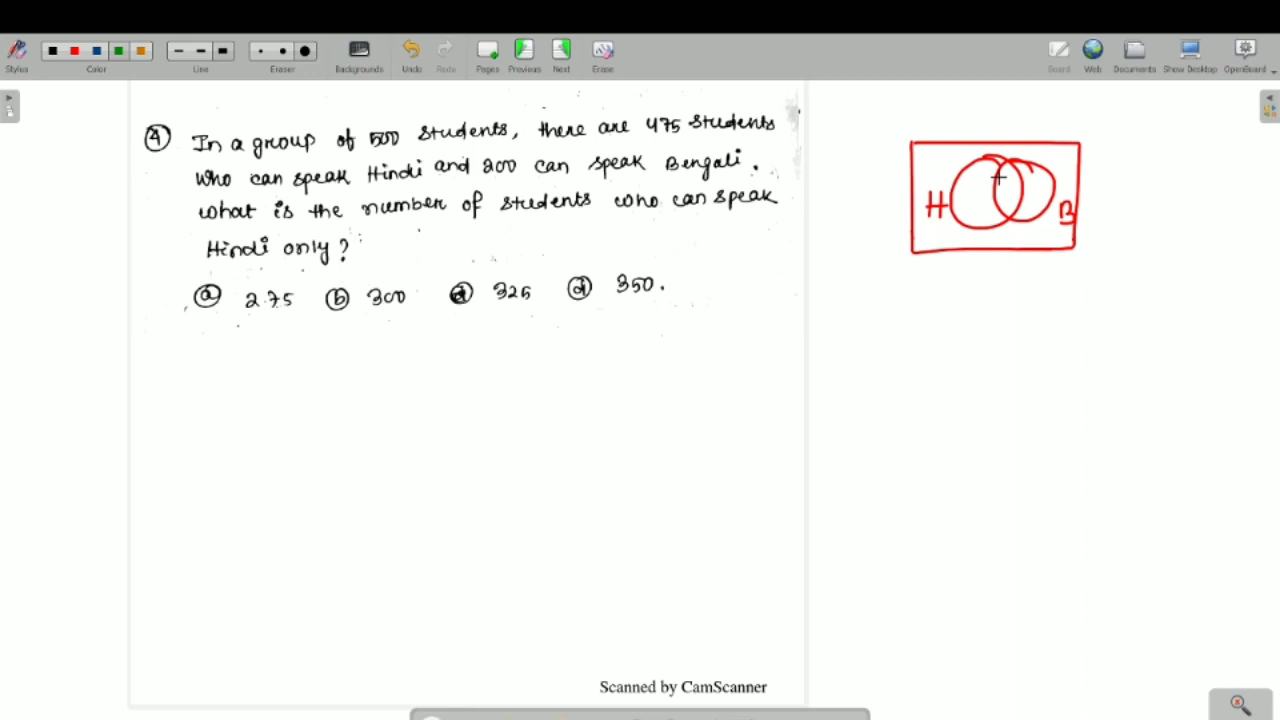 Stylus
Color
Line
Eraser
Backgrounds
Undo
Redo
Pages
Previous
Next
Erase
Board
Web
Documents
Show Desktop
OpenBoard
④ In a group of 500 students, there are 475 students
who can speak Hindi and 200 can speak Bengali.
what is the number of students who can speak
Hindi only?
ⓐ 275 ⓑ 300 325 ⓓ 350.
H B
Scanned by CamScanner